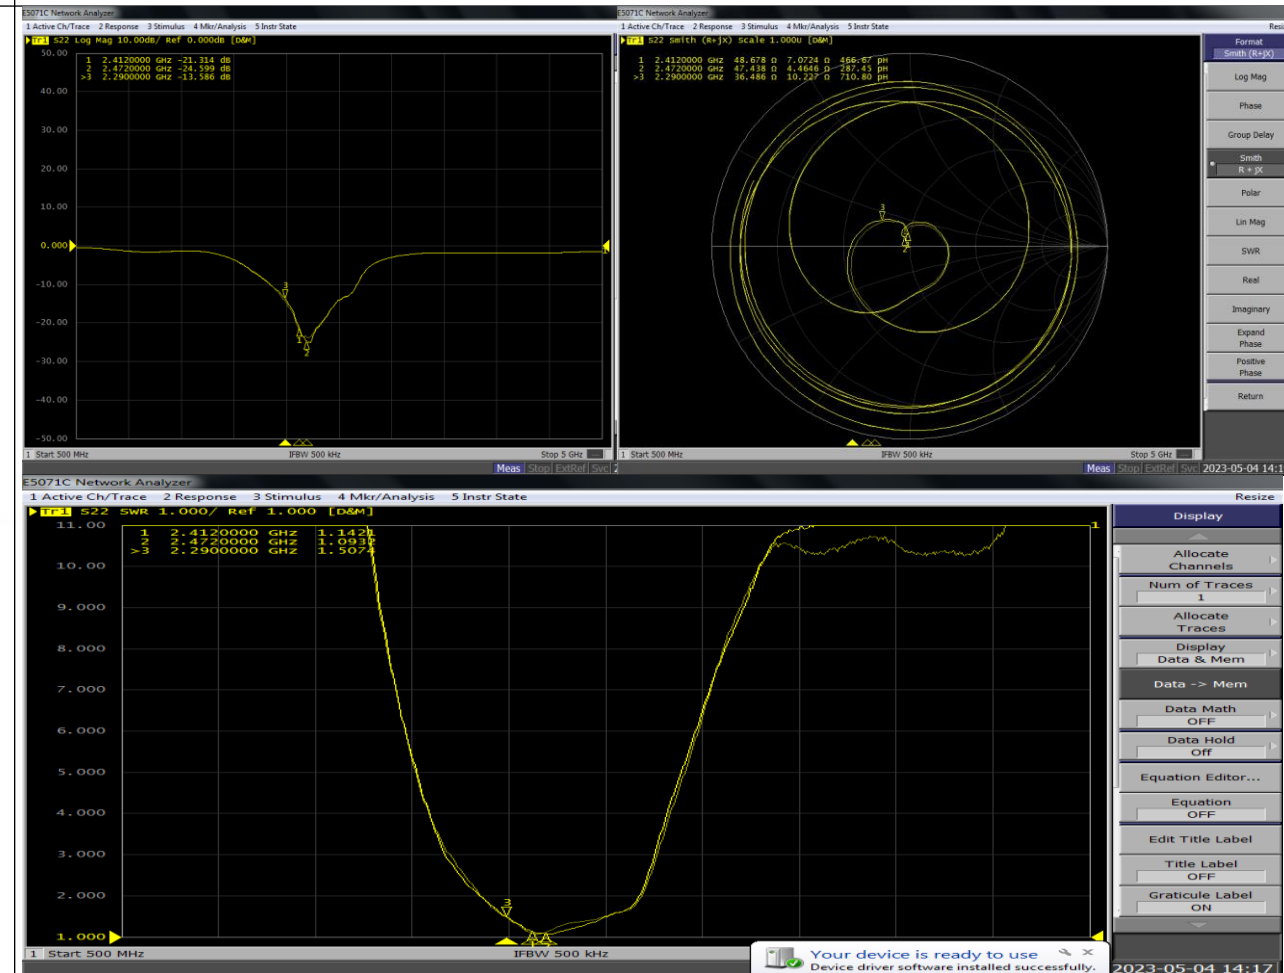 E5071C Network Analyzer
1 Active Ch/Trace 2 Response 3 Stimulus 4 Mkr/Analysis 5 Instr State
Tr1 S22 Log Mag 10.00dB/ Ref 0.000dB [D&M]
50.00
1 2.4120000 GHz -21.314 dB
2 2.4720000 GHz -24.599 dB
>3 2.2900000 GHz -13.586 dB
40.00
30.00
20.00
10.00
0.000
-10.00
-20.00
-30.00
-40.00
-50.00
3
1
2
1
1 Start 500 MHz IFBW 500 kHz Stop 5 GHz
Meas Stop ExtRef Svc
E5071C Network Analyzer
1 Active Ch/Trace 2 Response 3 Stimulus 4 Mkr/Analysis 5 Instr State
Tr1 S22 Smith (R+jX) Scale 1.000U [D&M]
1 2.4120000 GHz 48.678 Ω 7.0724 Ω 466.67 pH
2 2.4720000 GHz 47.438 Ω 4.4646 Ω 287.45 pH
>3 2.2900000 GHz 36.486 Ω 10.227 Ω 710.80 pH
3
1 Start 500 MHz IFBW 500 kHz Stop 5 GHz
Meas Stop ExtRef Svc 2023-05-04 14:1
Format
Smith (R+jX)
Log Mag
Phase
Group Delay
Smith
R + jX
Polar
Lin Mag
SWR
Real
Imaginary
Expand
Phase
Positive
Phase
Return
E5071C Network Analyzer
1 Active Ch/Trace 2 Response 3 Stimulus 4 Mkr/Analysis 5 Instr State
Resize
Tr1 S22 SWR 1.000/ Ref 1.000 [D&M]
11.00
1 2.4120000 GHz 1.1421
2 2.4720000 GHz 1.0932
>3 2.2900000 GHz 1.5074
10.00
9.000
8.000
7.000
6.000
5.000
4.000
3.000
2.000
1.000
3
1
1 Start 500 MHz IFBW 500 kHz
Display
Allocate
Channels
Num of Traces
1
Allocate
Traces
Display
Data & Mem
Data -> Mem
Data Math
OFF
Data Hold
Off
Equation Editor...
Equation
OFF
Edit Title Label
Title Label
OFF
Graticule Label
ON
Your device is ready to use
Device driver software installed successfully.
2023-05-04 14:17